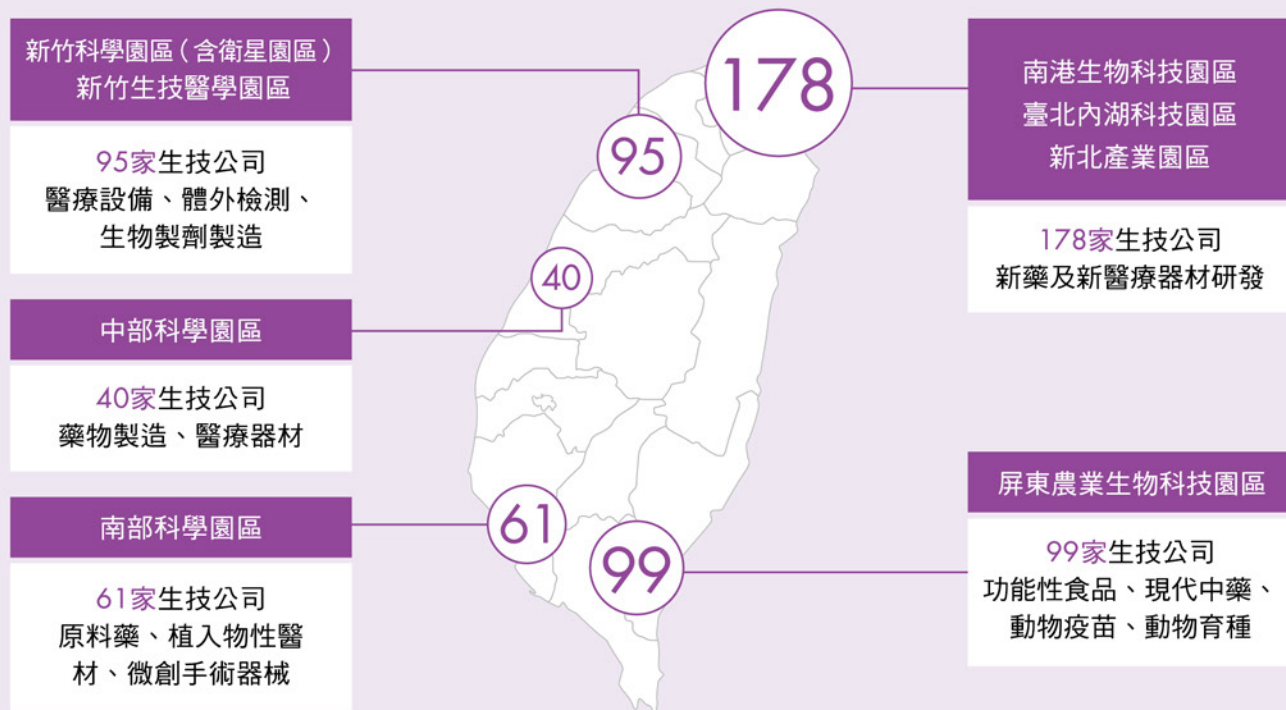 新竹科學園區（含衛星園區）
新竹生技醫學園區
95家生技公司
醫療設備、體外檢測、
生物製劑製造
中部科學園區
40家生技公司
藥物製造、醫療器材
南部科學園區
61家生技公司
原料藥、植入物性醫
材、微創手術器械
178
95
40
61
99
南港生物科技園區
臺北內湖科技園區
新北產業園區
178家生技公司
新藥及新醫療器材研發
屏東農業生物科技園區
99家生技公司
功能性食品、現代中藥、
動物疫苗、動物育種